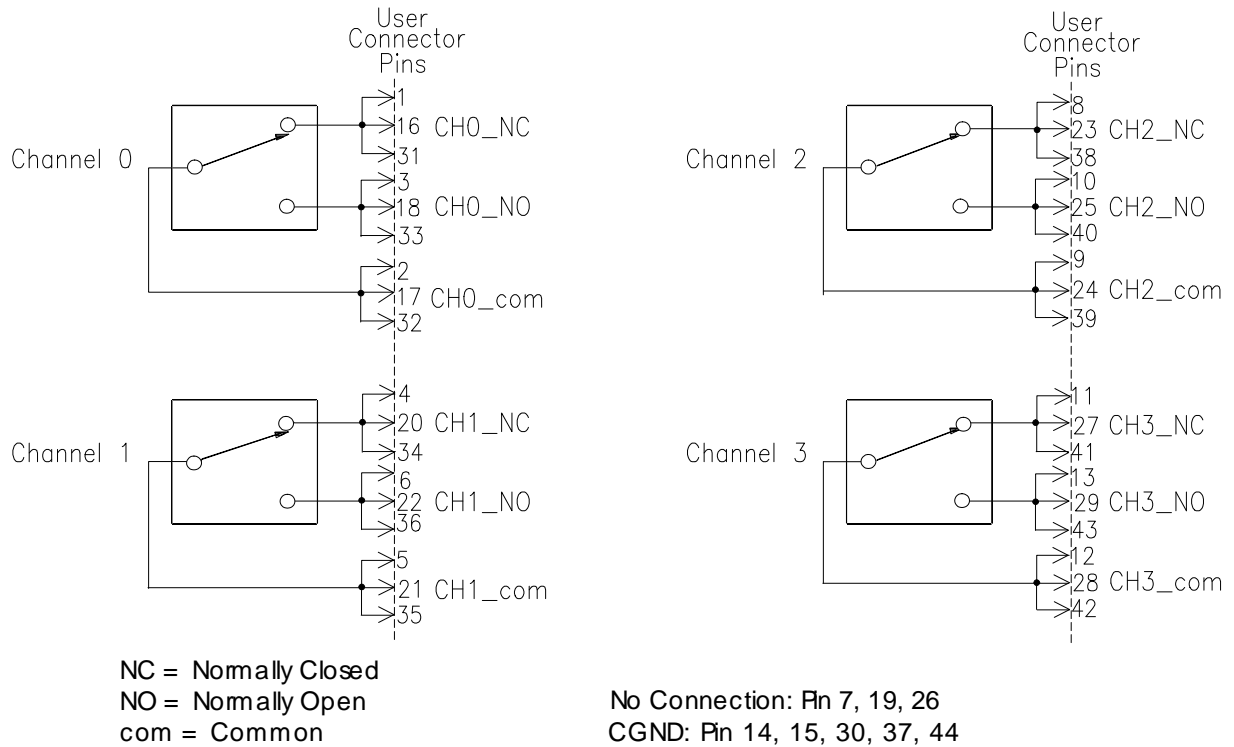 User
Connector
Pins
Channel 0
1
16 CH0_NC
31
3
18 CH0_NO
33
2
17 CH0_com
32
Channel 1
4
20 CH1_NC
34
6
22 CH1_NO
36
5
21 CH1_com
35
User
Connector
Pins
Channel 2
8
23 CH2_NC
38
10
25 CH2_NO
40
9
24 CH2_com
39
Channel 3
11
27 CH3_NC
41
13
29 CH3_NO
43
12
28 CH3_com
42
NC = Normally Closed
NO = Normally Open
com = Common
No Connection: Pin 7, 19, 26
CGND: Pin 14, 15, 30, 37, 44